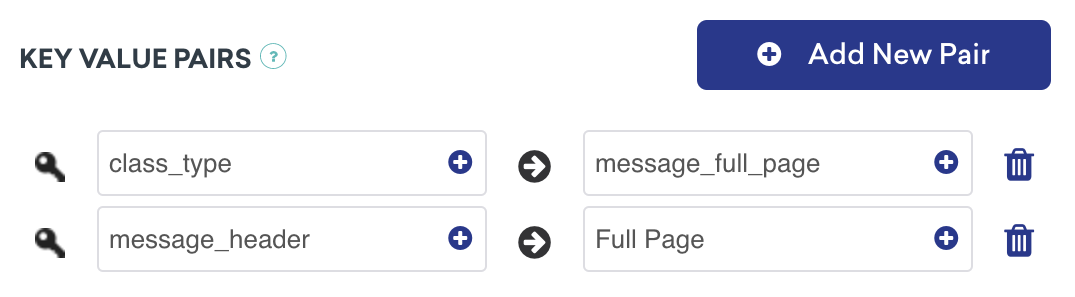 KEY VALUE PAIRS ?
Add New Pair
class_type message_full_page
message_header Full Page